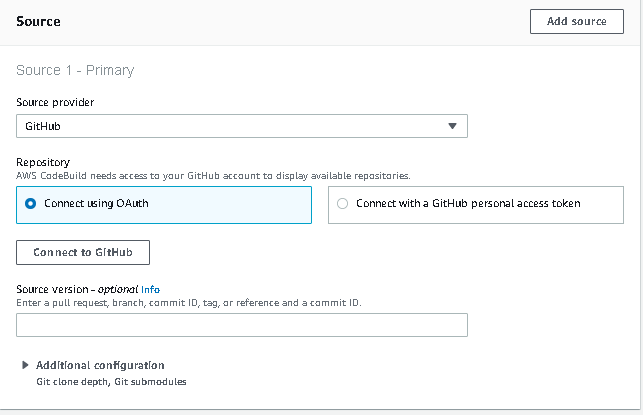 Source
Add source
Source 1 - Primary
Source provider
GitHub
Repository
AWS CodeBuild needs access to your GitHub account to display available repositories.
Connect using OAuth
Connect with a GitHub personal access token
Connect to GitHub
Source version - optional Info
Enter a pull request, branch, commit ID, tag, or reference and a commit ID.
Additional configuration
Git clone depth, Git submodules